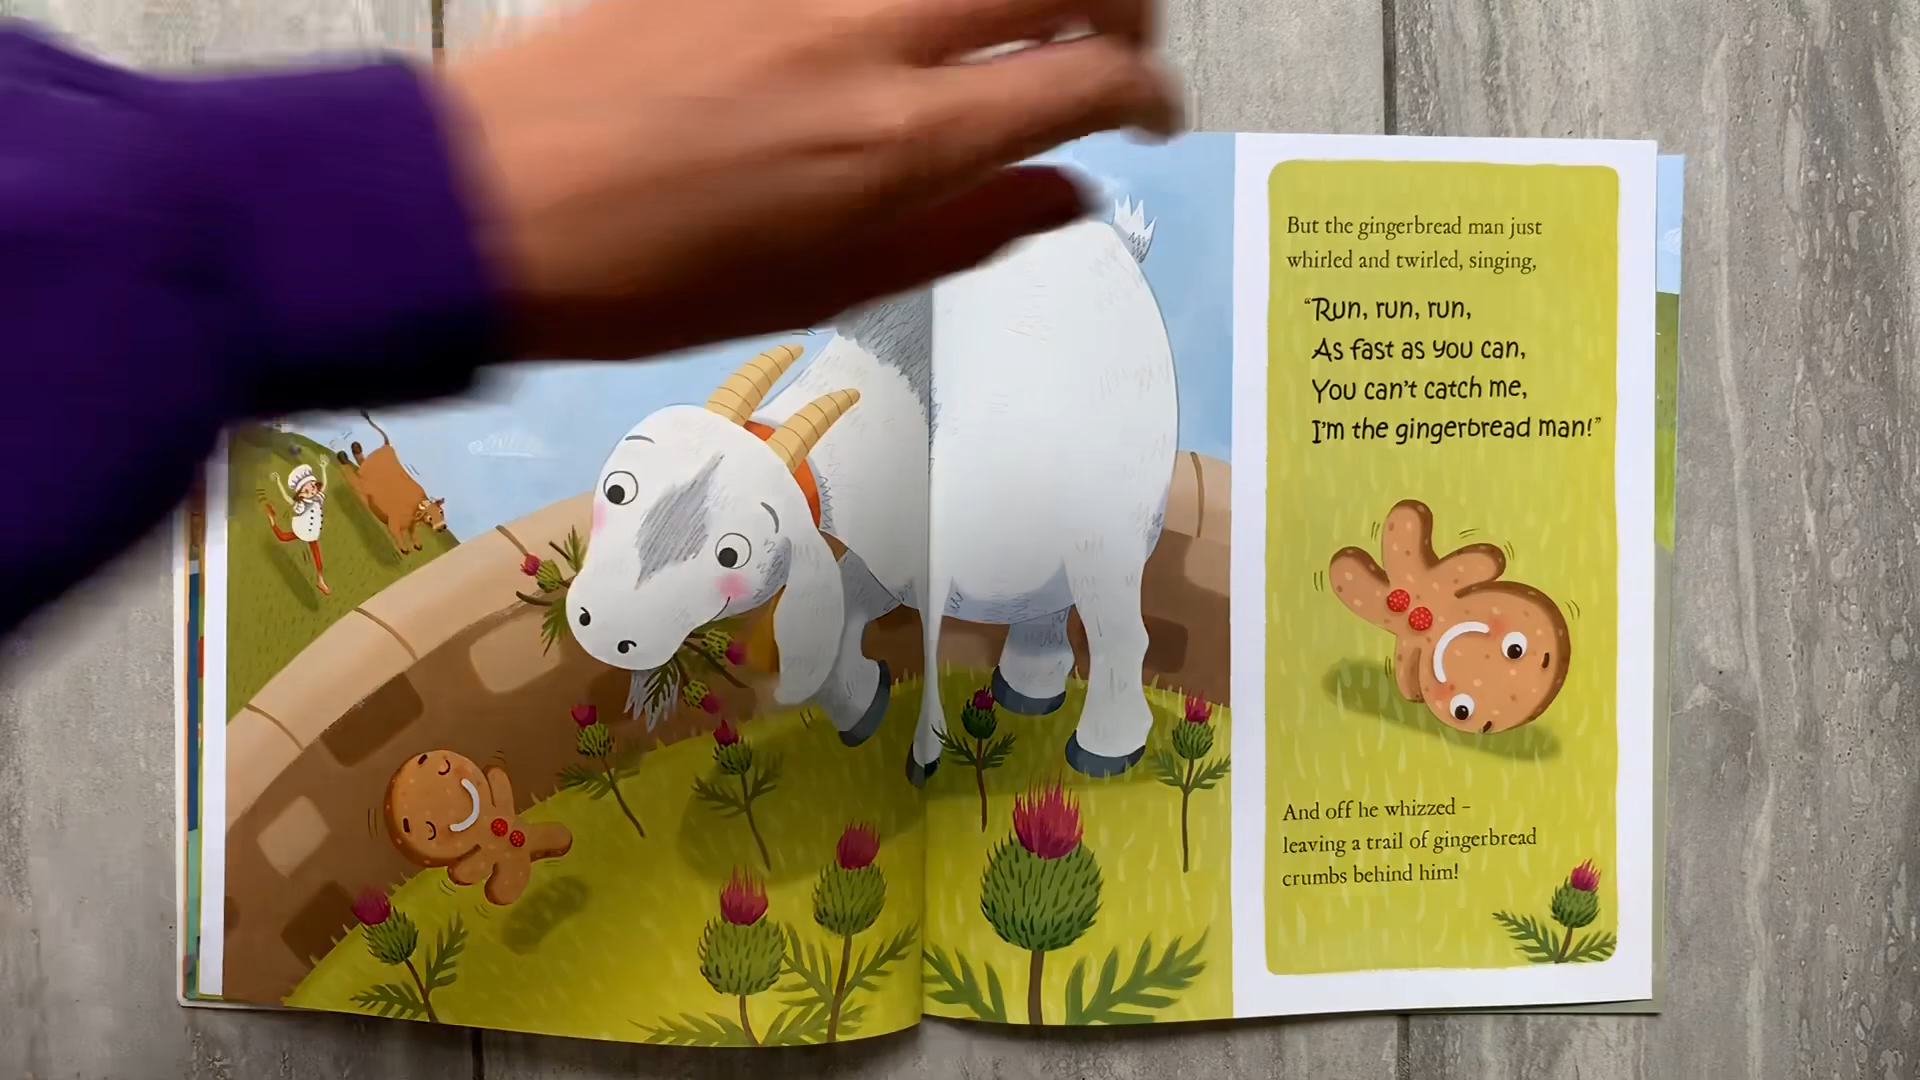 But the gingerbread man just
whirled and twirled, singing,
“Run, run, run,
As fast as you can,
You can’t catch me,
I’m the gingerbread man!”
And off he whizzed –
leaving a trail of gingerbread
crumbs behind him!